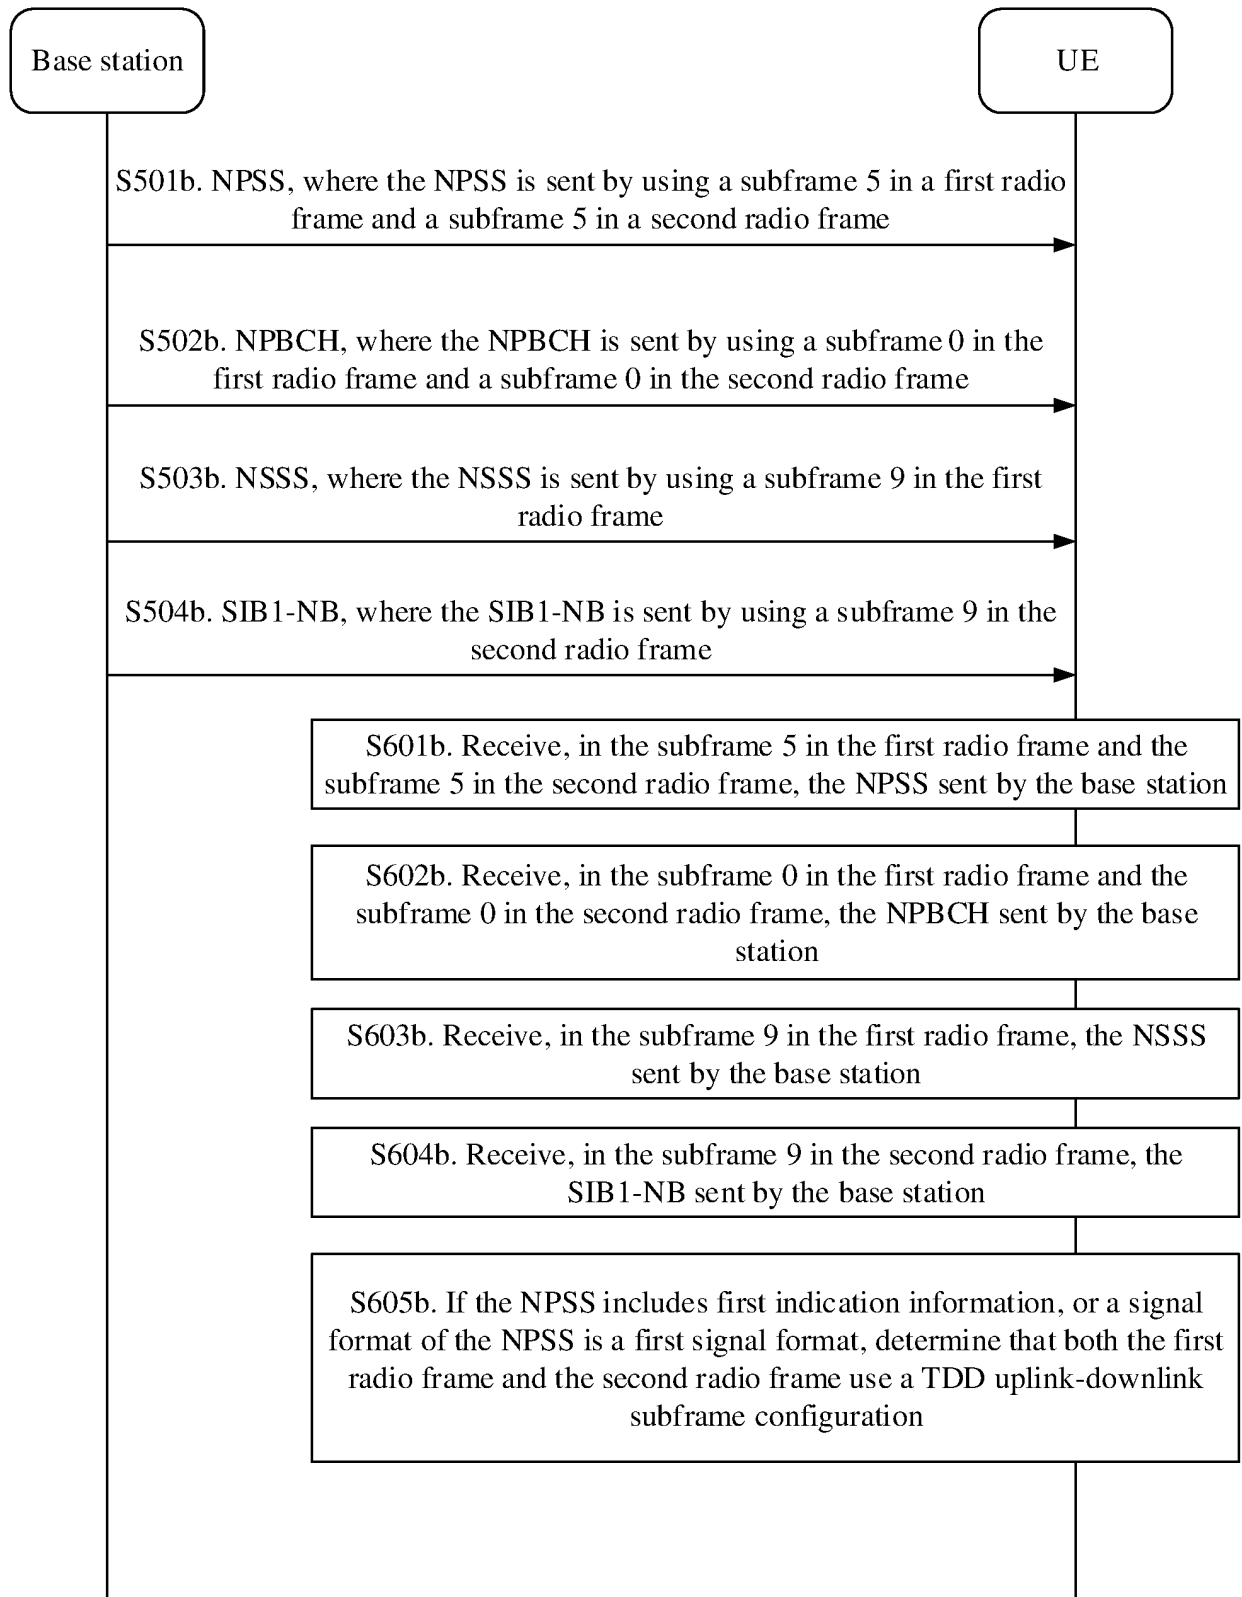 Base station
UE
S501b. NPSS, where the NPSS is sent by using a subframe 5 in a first radio
frame and a subframe 5 in a second radio frame
S502b. NPBCH, where the NPBCH is sent by using a subframe 0 in the
first radio frame and a subframe 0 in the second radio frame
S503b. NSSS, where the NSSS is sent by using a subframe 9 in the first
radio frame
S504b. SIB1-NB, where the SIB1-NB is sent by using a subframe 9 in the
second radio frame
S601b. Receive, in the subframe 5 in the first radio frame and the
subframe 5 in the second radio frame, the NPSS sent by the base station
S602b. Receive, in the subframe 0 in the first radio frame and the
subframe 0 in the second radio frame, the NPBCH sent by the base
station
S603b. Receive, in the subframe 9 in the first radio frame, the NSSS
sent by the base station
S604b. Receive, in the subframe 9 in the second radio frame, the
SIB1-NB sent by the base station
S605b. If the NPSS includes first indication information, or a signal
format of the NPSS is a first signal format, determine that both the first
radio frame and the second radio frame use a TDD uplink-downlink
subframe configuration